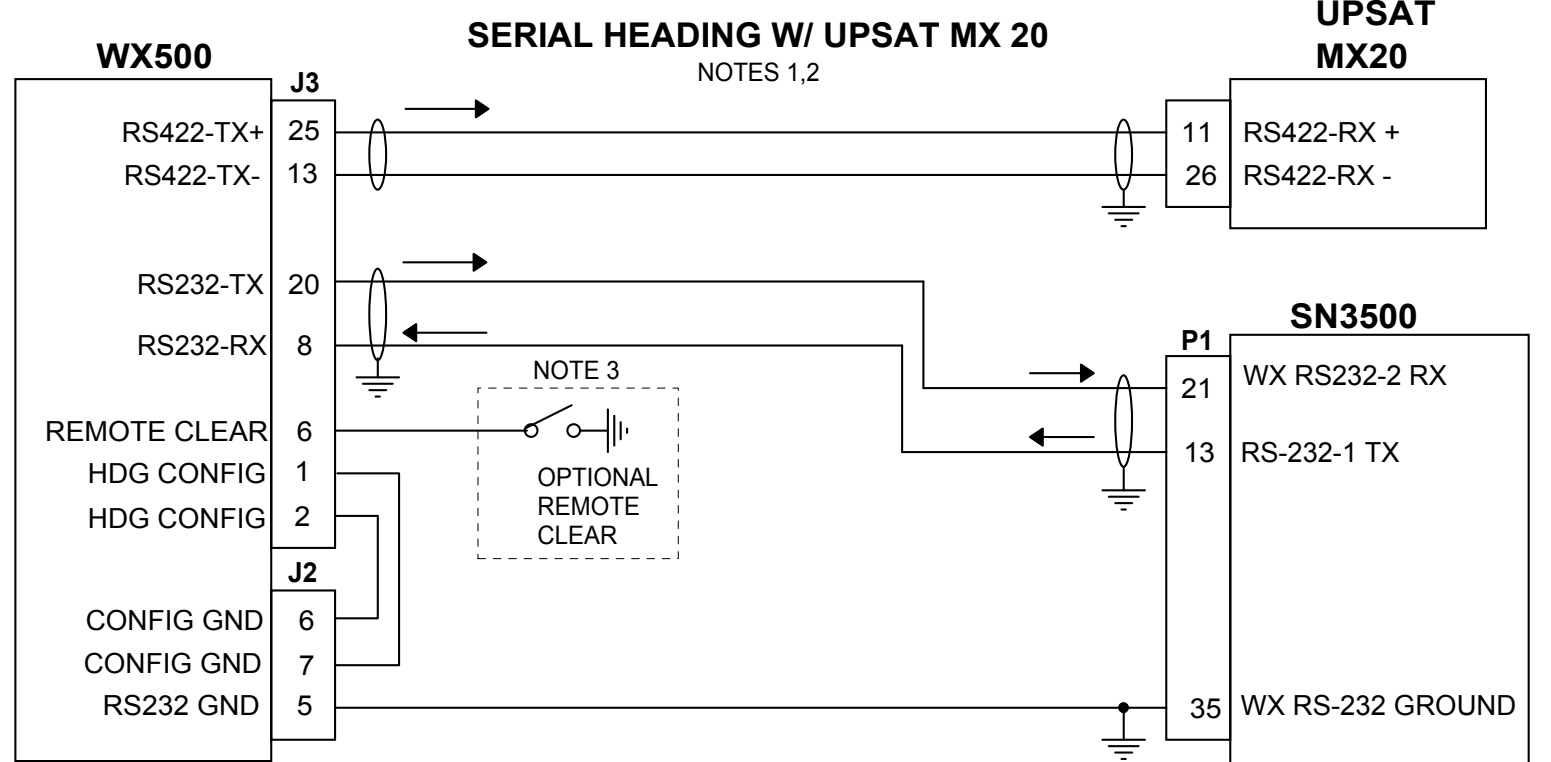 SERIAL HEADING W/ UPSAT MX 20
NOTES 1,2
WX500
J3
RS422-TX+ 25
RS422-TX- 13
RS232-TX 20
RS232-RX 8
REMOTE CLEAR 6
HDG CONFIG 1
HDG CONFIG 2
J2
CONFIG GND 6
CONFIG GND 7
RS232 GND 5
NOTE 3
OPTIONAL
REMOTE
CLEAR
UPSAT
MX20
11 RS422-RX +
26 RS422-RX -
SN3500
P1
21 WX RS232-2 RX
13 RS-232-1 TX
35 WX RS-232 GROUND